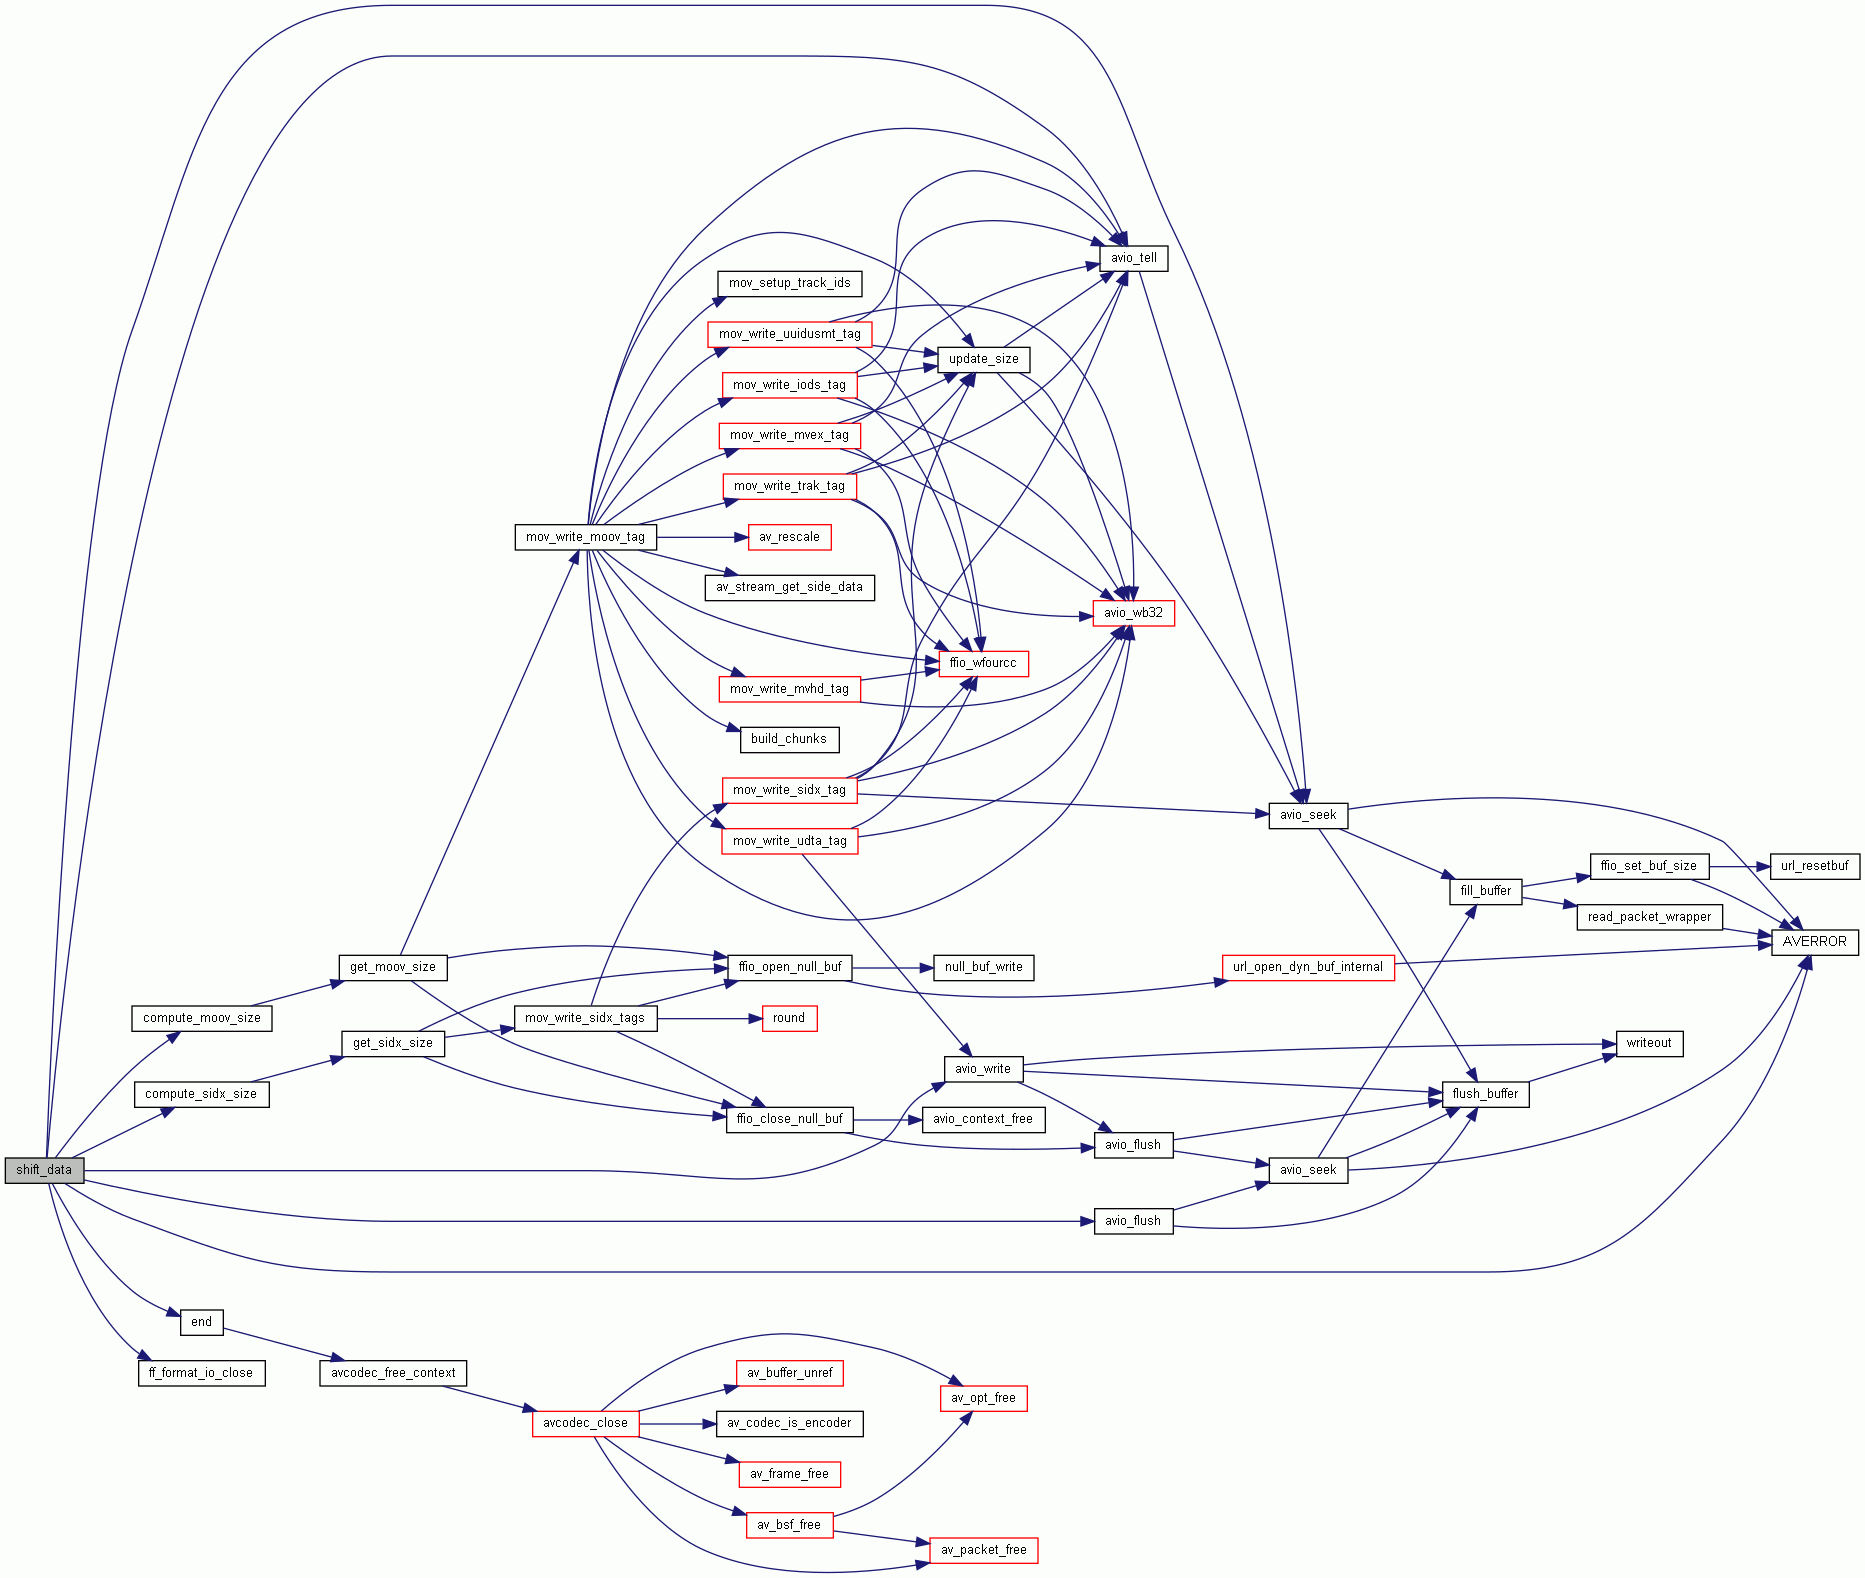 avio_tell
mov_setup_track_ids
mov_write_uuidusmt_tag
update_size
mov_write_iods_tag
mov_write_mvex_tag
mov_write_trak_tag
mov_write_moov_tag
av_rescale
av_stream_get_side_data
avio_wb32
ffio_wfourcc
mov_write_mvhd_tag
build_chunks
mov_write_sidx_tag
avio_seek
mov_write_udta_tag
ffio_set_buf_size
url_resetbuf
fill_buffer
read_packet_wrapper
AVERROR
get_moov_size
ffio_open_null_buf
null_buf_write
url_open_dyn_buf_internal
compute_moov_size
mov_write_sidx_tags
round
get_sidx_size
writeout
avio_write
compute_sidx_size
flush_buffer
ffio_close_null_buf
avio_context_free
avio_flush
shift_data
avio_seek
avio_flush
end
ff_format_io_close
avcodec_free_context
av_buffer_unref
av_opt_free
avcodec_close
av_codec_is_encoder
av_frame_free
av_bsf_free
av_packet_free